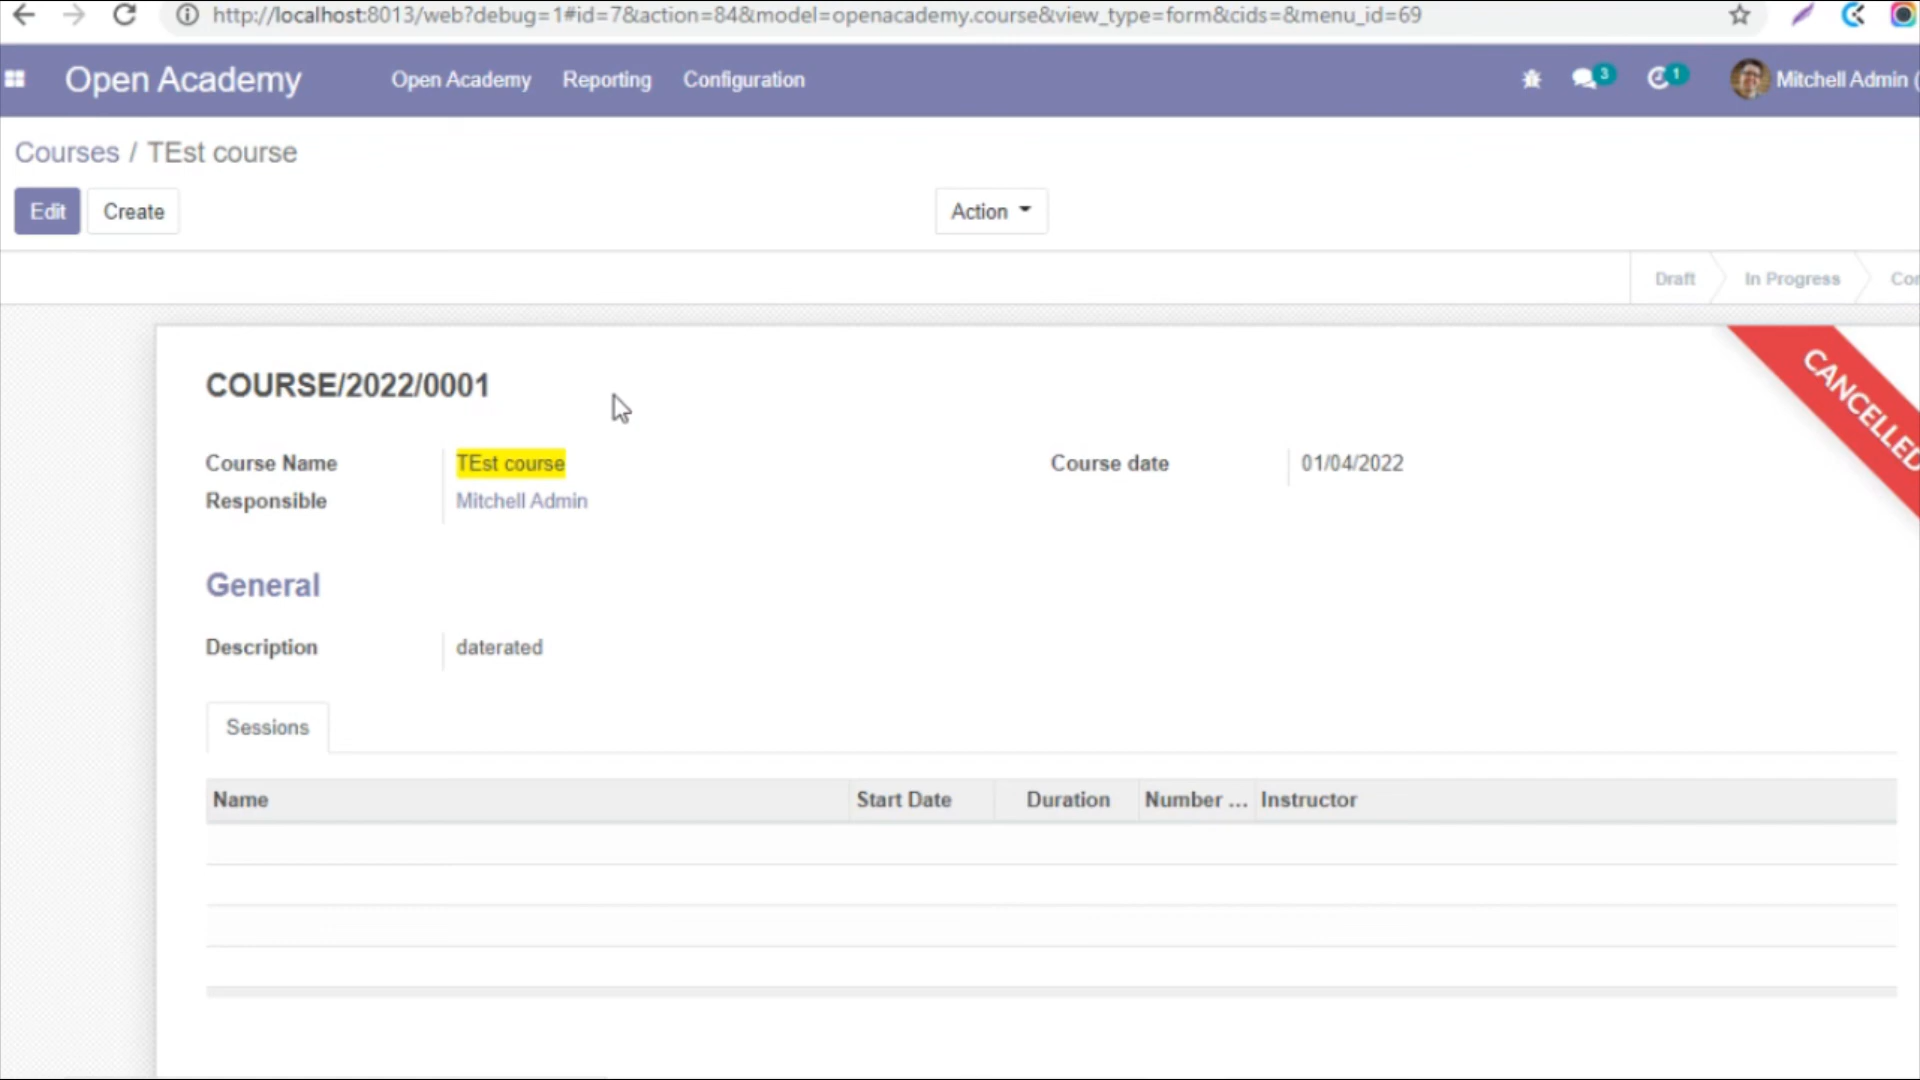 http://localhost:8013/web?debug=1#id=7&action=84&model=openacademy.course&view_type=form&cids=&menu_id=69
Open Academy Open Academy Reporting Configuration 3 1 Mitchell Admin (
Courses / TEst course
Edit Create Action
Draft In Progress Con
CANCELLED
COURSE/2022/0001
Course Name TEst course Course date 01/04/2022
Responsible Mitchell Admin
General
Description daterated
Sessions
Name Start Date Duration Number ... Instructor